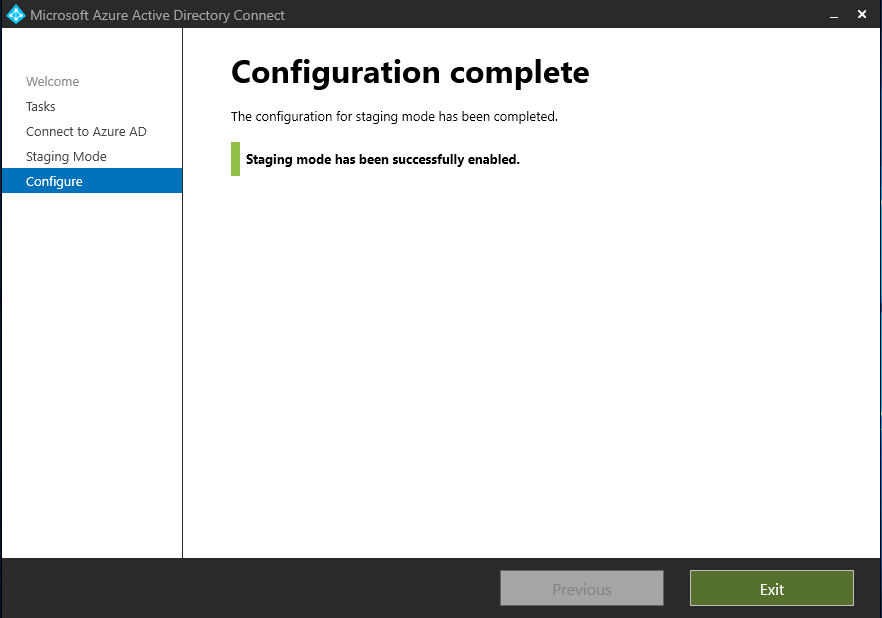 Microsoft Azure Active Directory Connect
Welcome
Tasks
Connect to Azure AD
Staging Mode
Configure
Configuration complete
The configuration for staging mode has been completed.
Staging mode has been successfully enabled.
Previous
Exit